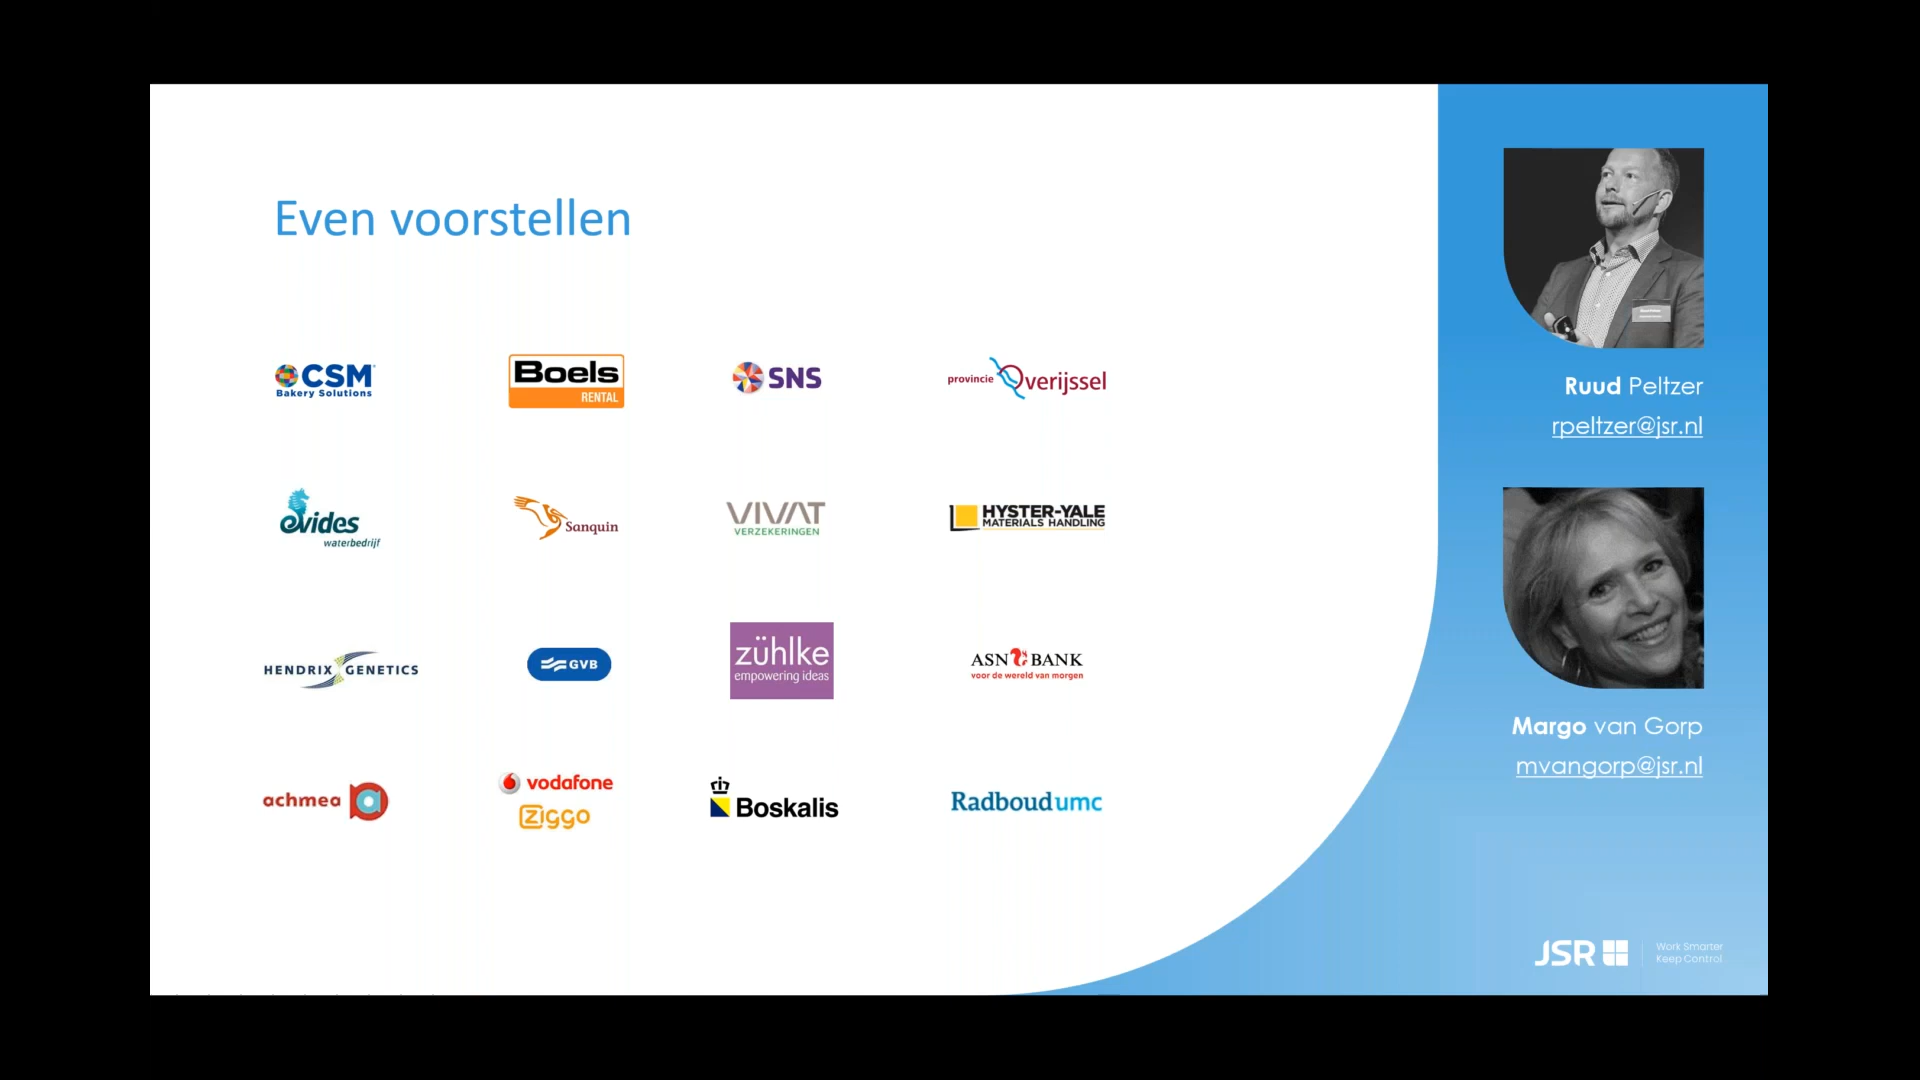 Even voorstellen
CSM
Bakery Solutions
Boels
RENTAL
SNS
provincie Overijssel
evides
waterbedrijf
Sanquin
VIVAT
VERZEKERINGEN
HYSTER-YALE
MATERIALS HANDLING
HENDRIX GENETICS
GVB
zühlke
empowering ideas
ASN BANK
voor de wereld van morgen
achmea
vodafone
ziggo
Boskalis
Radboudumc
Ruud Peltzer
rpeltzer@jsr.nl
Margo van Gorp
mvangorp@jsr.nl
JSR
Work Smarter
Keep Control